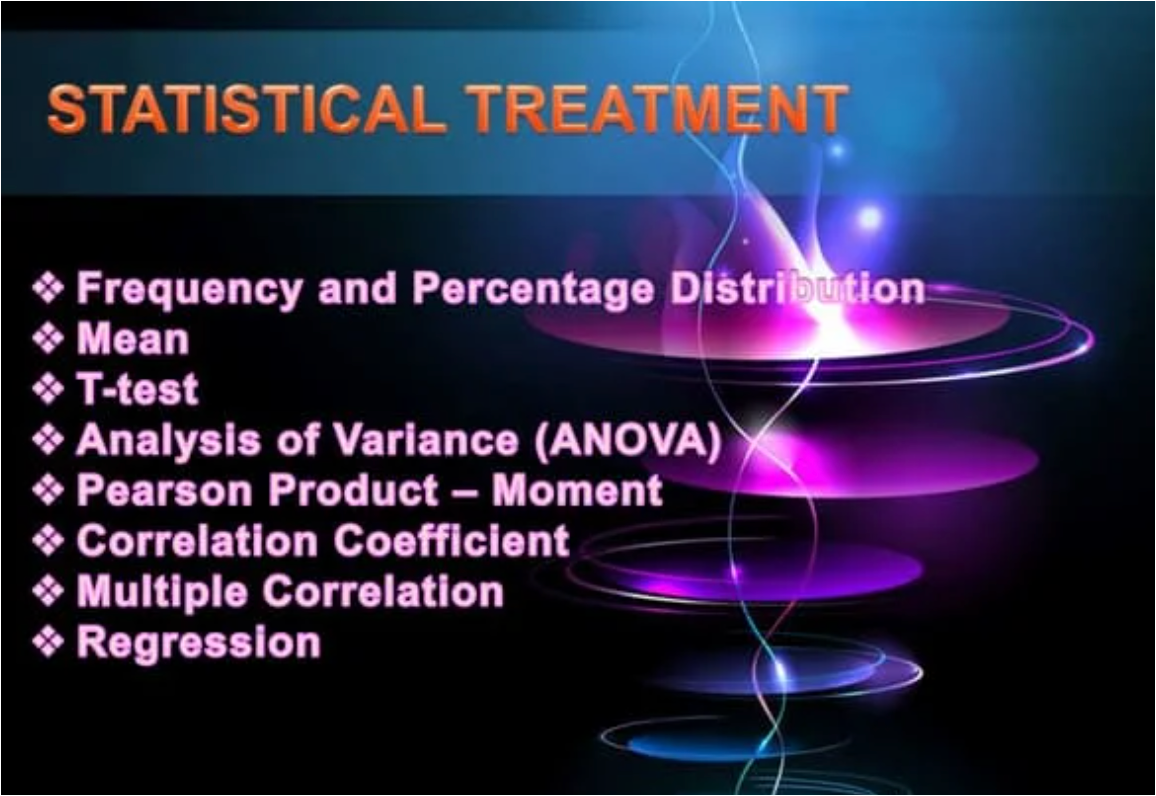 STATISTICAL TREATMENT
❖ Frequency and Percentage Distribution
❖ Mean
❖ T-test
❖ Analysis of Variance (ANOVA)
❖ Pearson Product – Moment
❖ Correlation Coefficient
❖ Multiple Correlation
❖ Regression